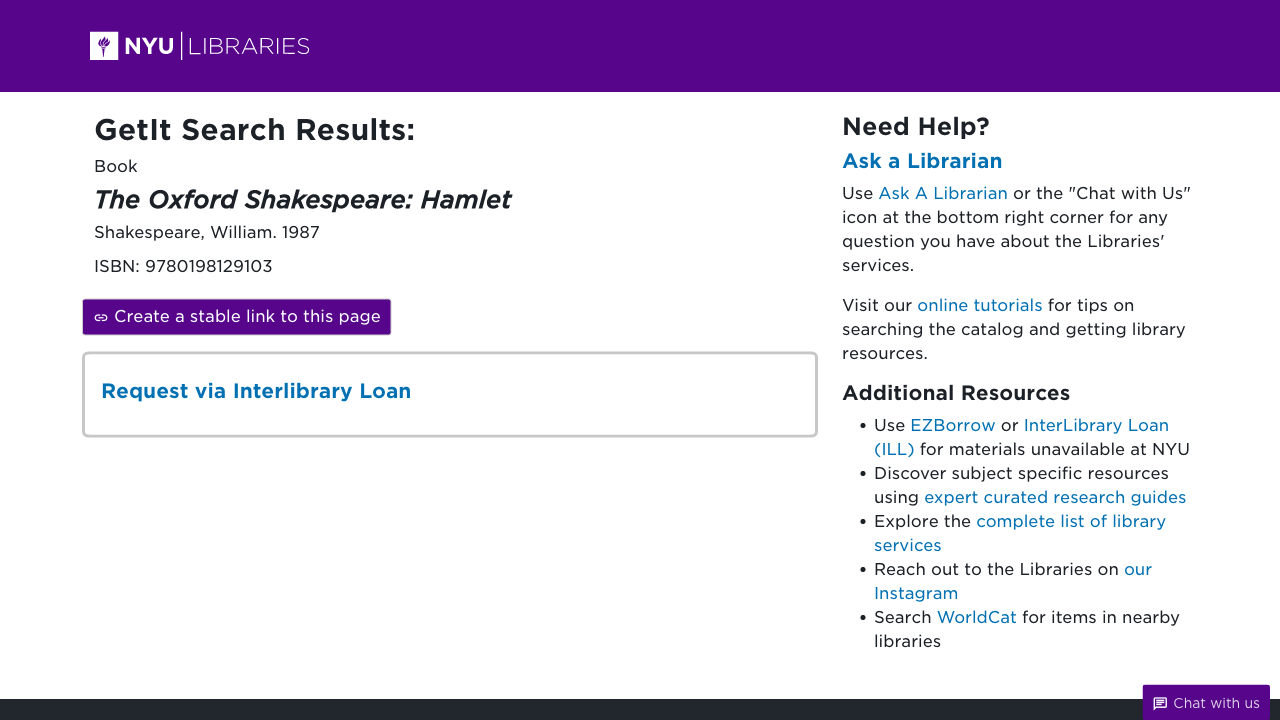 NYU LIBRARIES
GetIt Search Results:
Book
The Oxford Shakespeare: Hamlet
Shakespeare, William. 1987
ISBN: 9780198129103
Create a stable link to this page
Request via Interlibrary Loan
Need Help?
Ask a Librarian
Use Ask A Librarian or the "Chat with Us"
icon at the bottom right corner for any
question you have about the Libraries'
services.
Visit our online tutorials for tips on
searching the catalog and getting library
resources.
Additional Resources
• Use EZBorrow or InterLibrary Loan
(ILL) for materials unavailable at NYU
• Discover subject specific resources
using expert curated research guides
• Explore the complete list of library
services
• Reach out to the Libraries on our
Instagram
• Search WorldCat for items in nearby
libraries
Chat with us